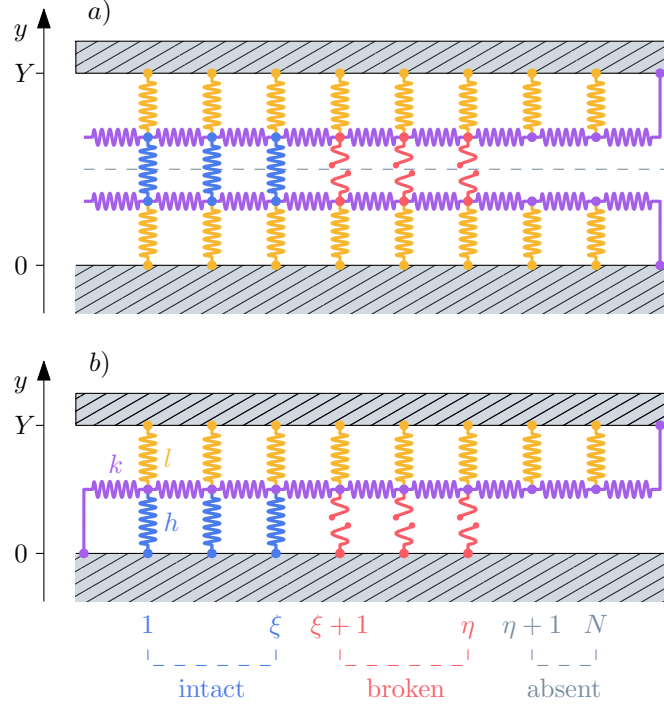 y
a)
Y
0
y
b)
Y
k
l
h
0
1
ξ
ξ + 1
η
η + 1
N
intact
broken
absent